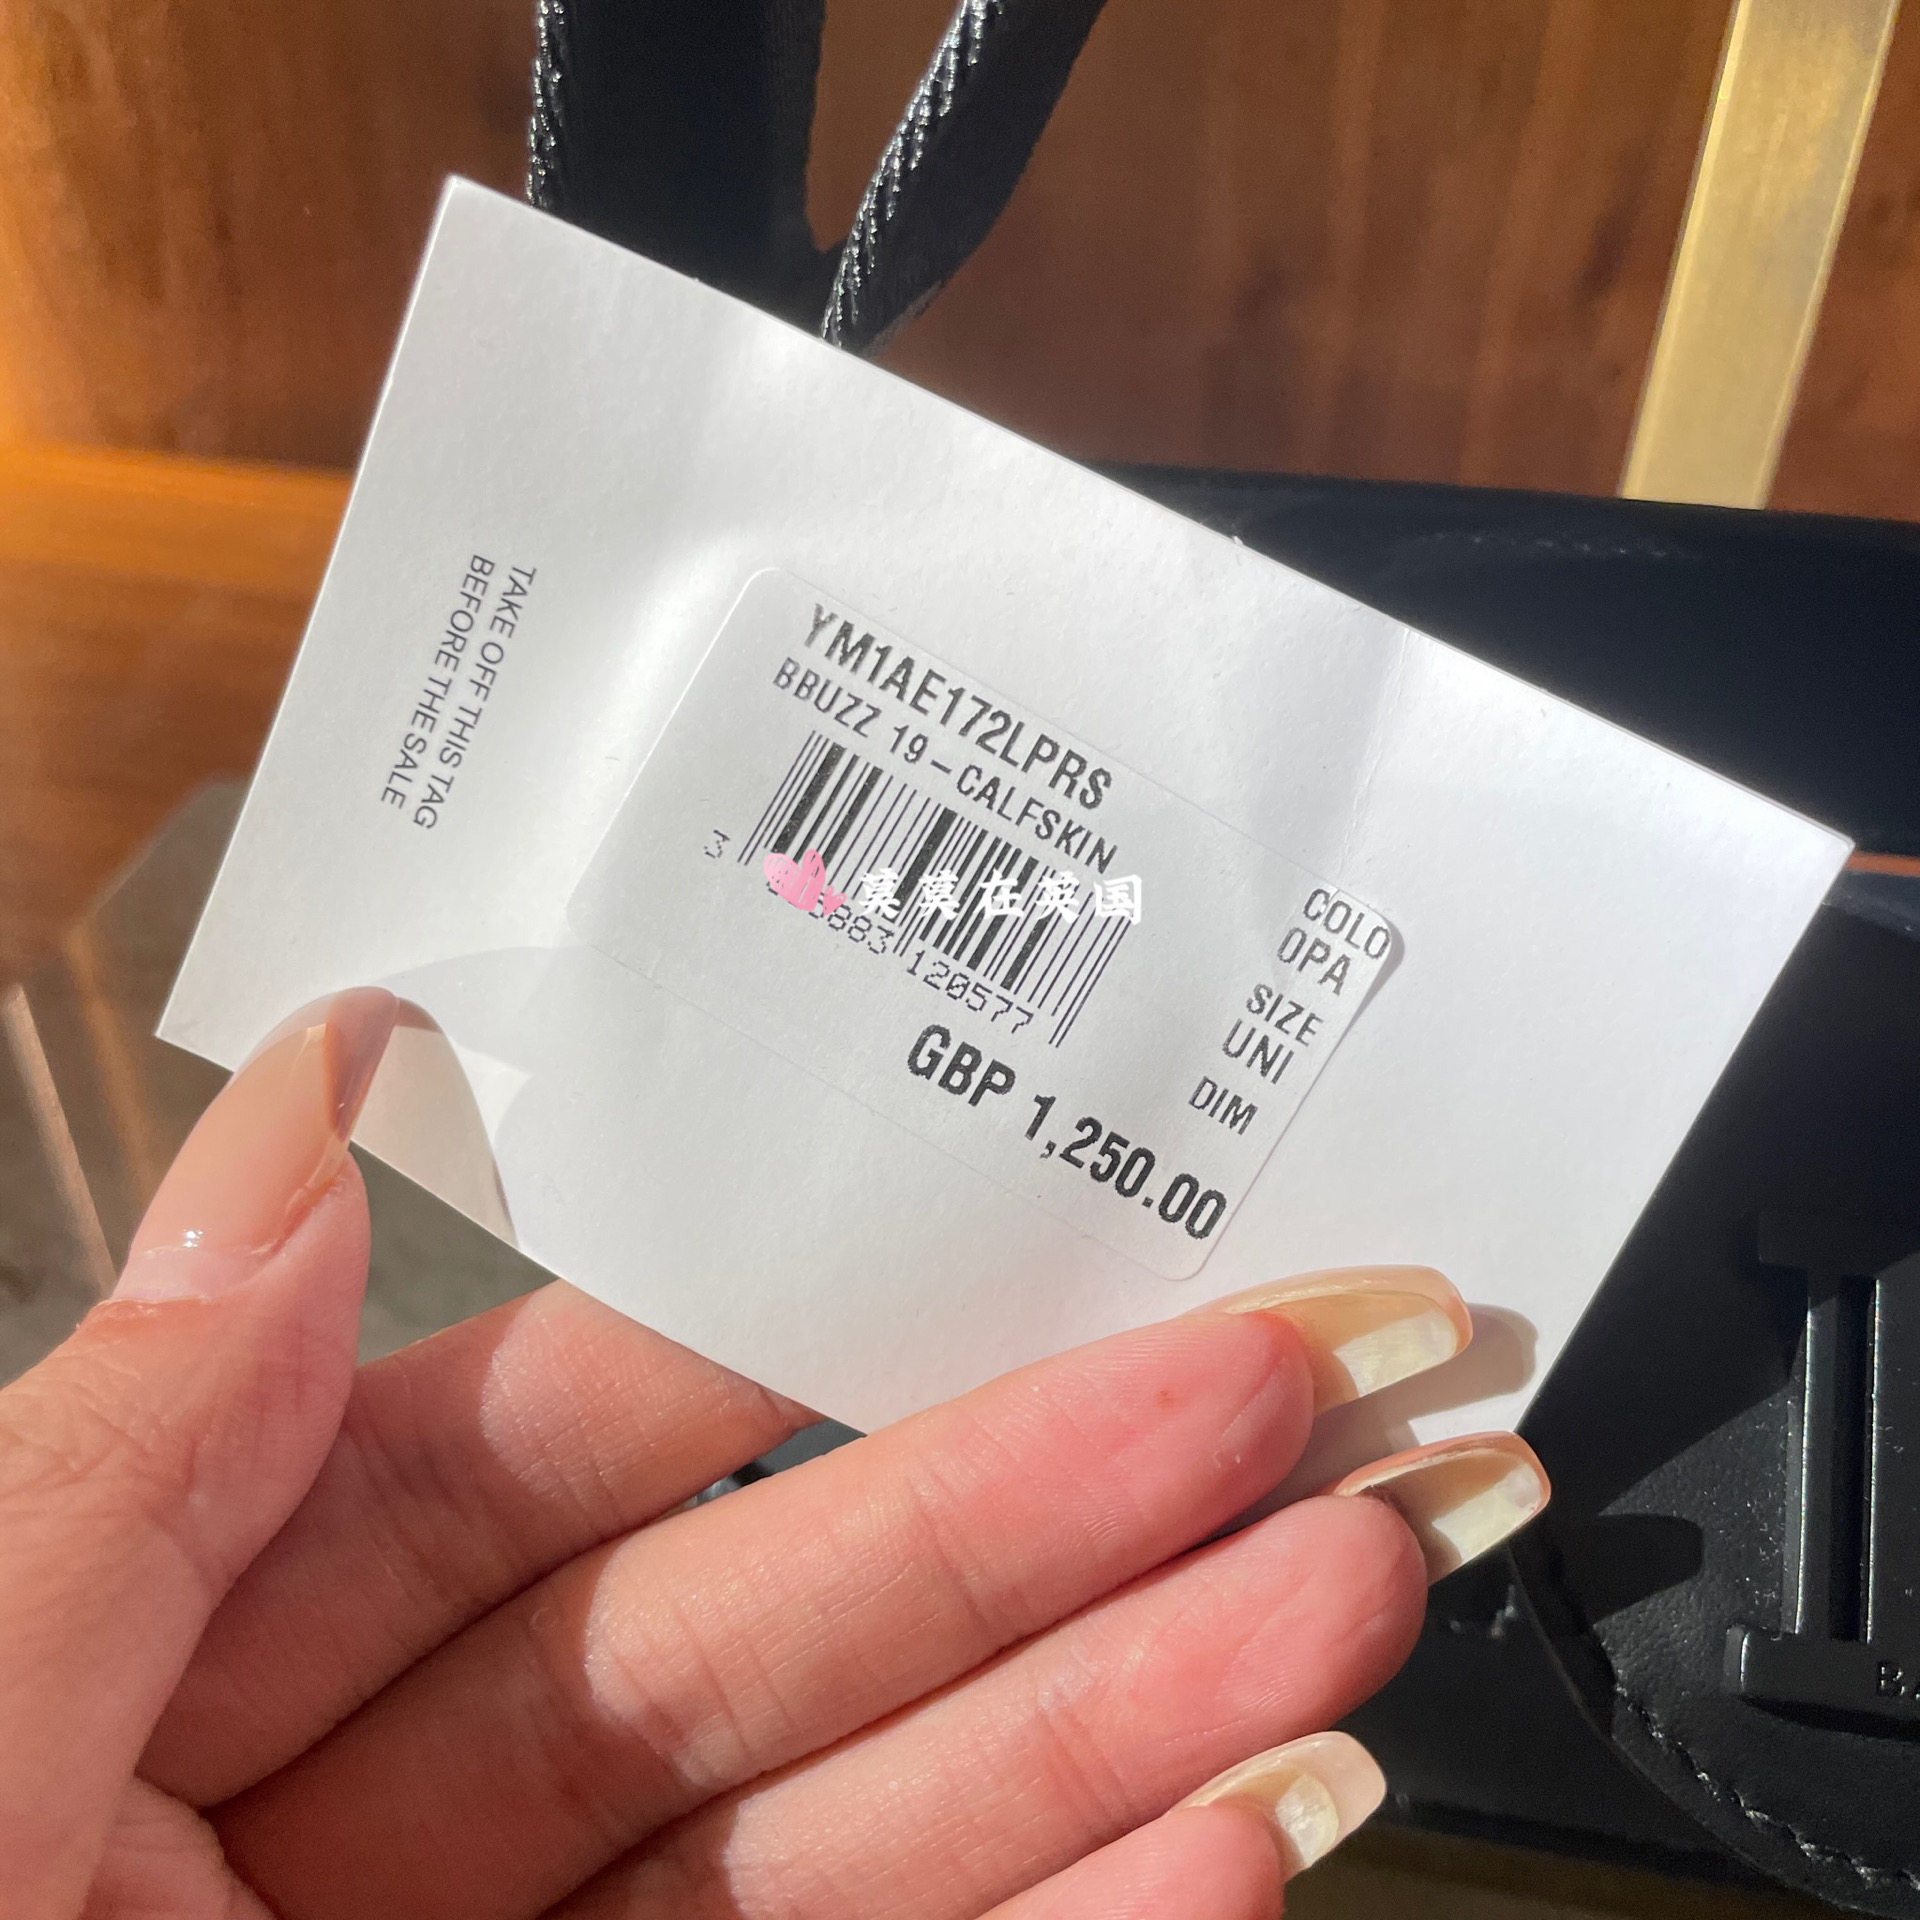 TAKE OFF THIS TAG
BEFORE THE SALE
YM1AE172LPRS
BBUZZ 19-CALFSKIN
3
883 120577
GBP 1,250.00
COLO
0PA
SIZE
UNI
DIM
莫莫在英国